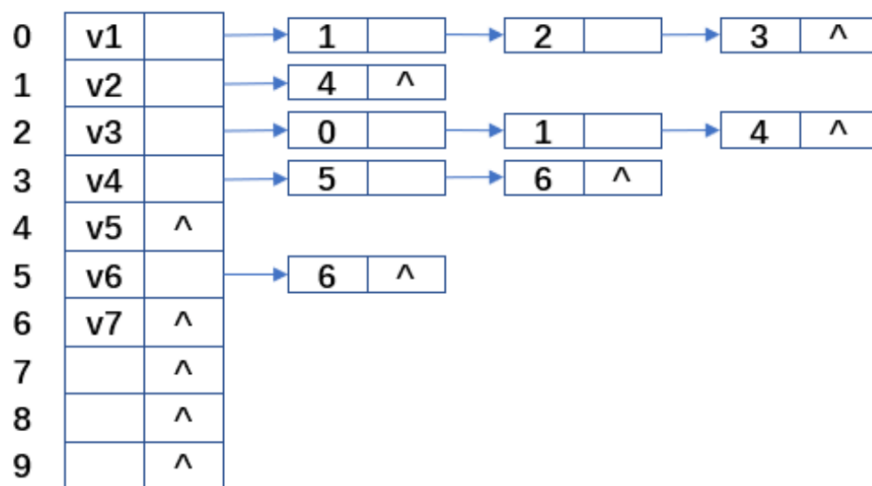 0 v1 1 2 3 ^
1 v2 4 ^
2 v3 0 1 4 ^
3 v4 5 6 ^
4 v5 ^
5 v6 6 ^
6 v7 ^
7 ^
8 ^
9 ^